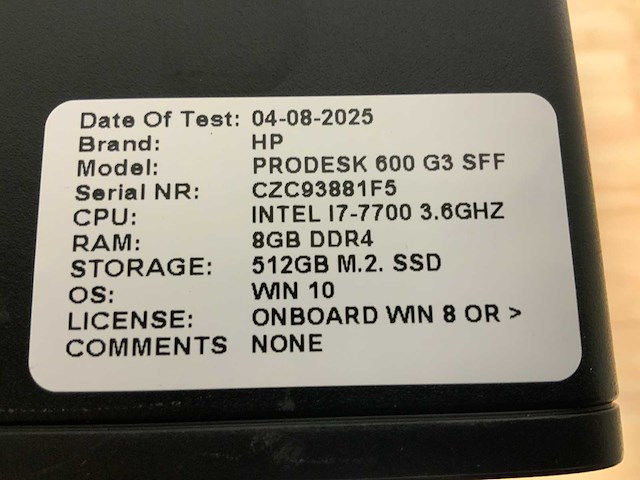 Date Of Test: 04-08-2025
Brand: HP
Model: PRODESK 600 G3 SFF
Serial NR: CZC93881F5
CPU: INTEL I7-7700 3.6GHZ
RAM: 8GB DDR4
STORAGE: 512GB M.2. SSD
OS: WIN 10
LICENSE: ONBOARD WIN 8 OR >
COMMENTS NONE